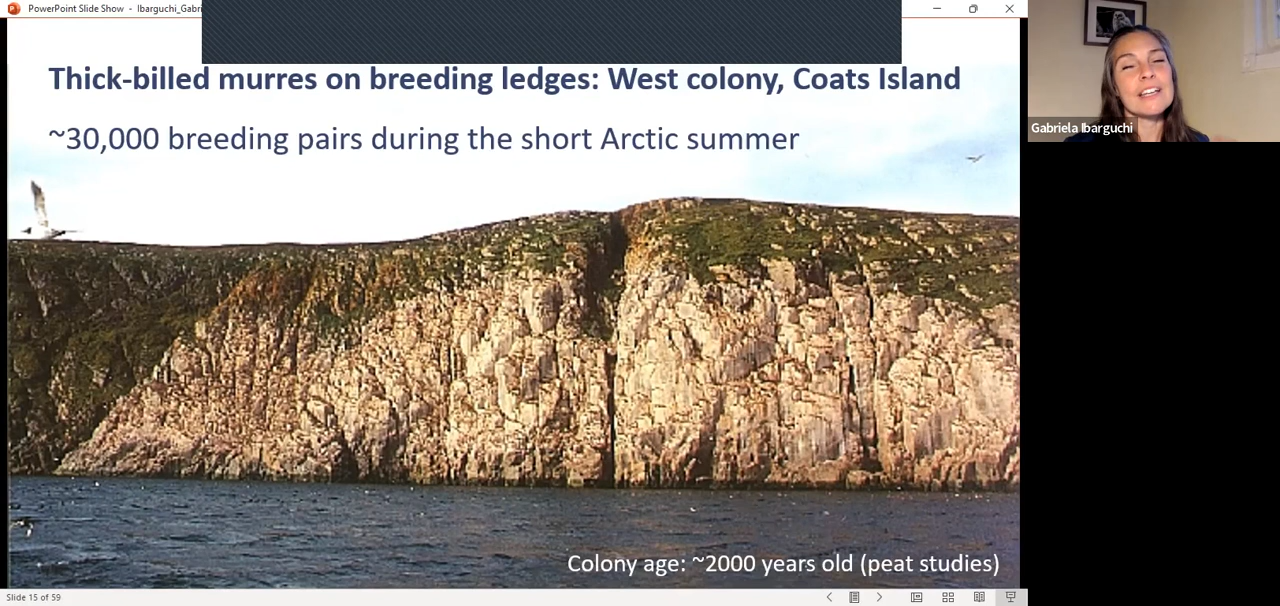 PowerPoint Slide Show - Ibarguchi_Gabri
Thick-billed murres on breeding ledges: West colony, Coats Island
~30,000 breeding pairs during the short Arctic summer
Gabriela Ibarguchi
Colony age: ~2000 years old (peat studies)
Slide 15 of 59